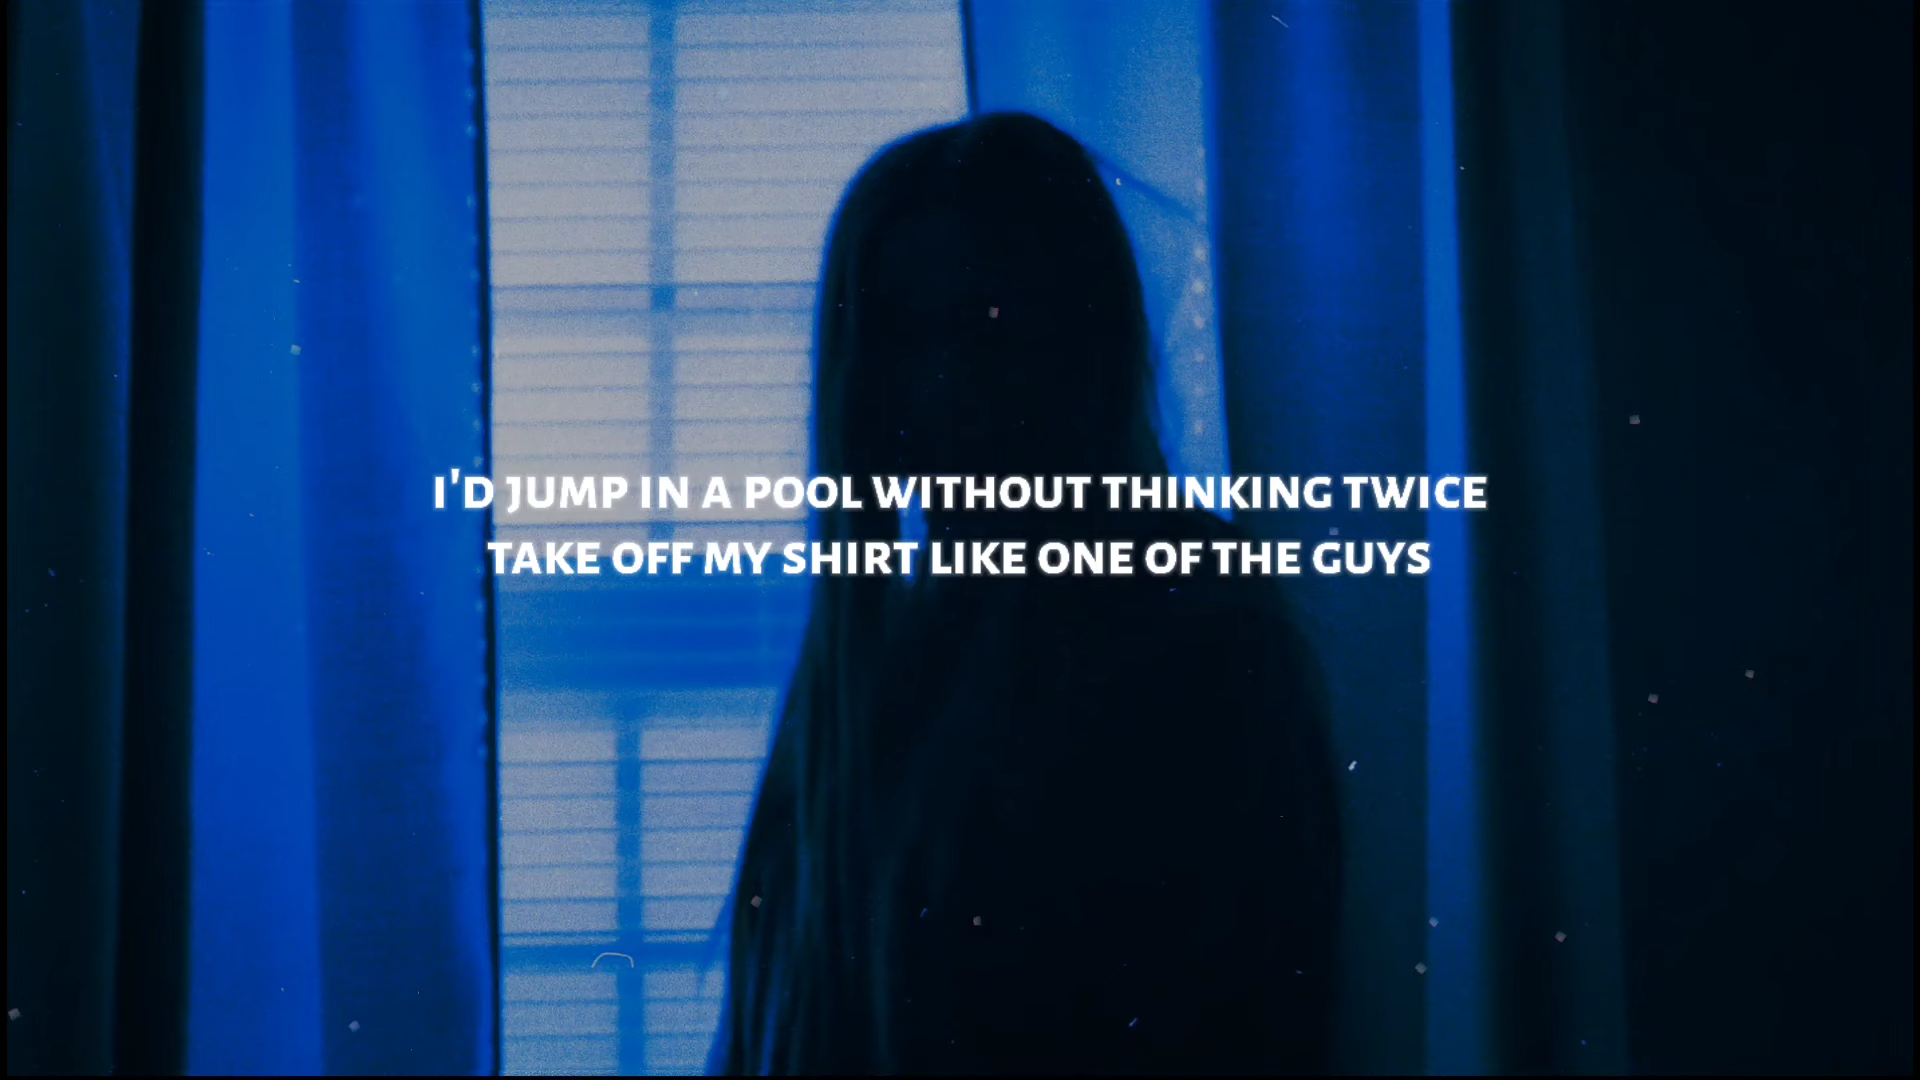 I'D JUMP IN A POOL WITHOUT THINKING TWICE
TAKE OFF MY SHIRT LIKE ONE OF THE GUYS